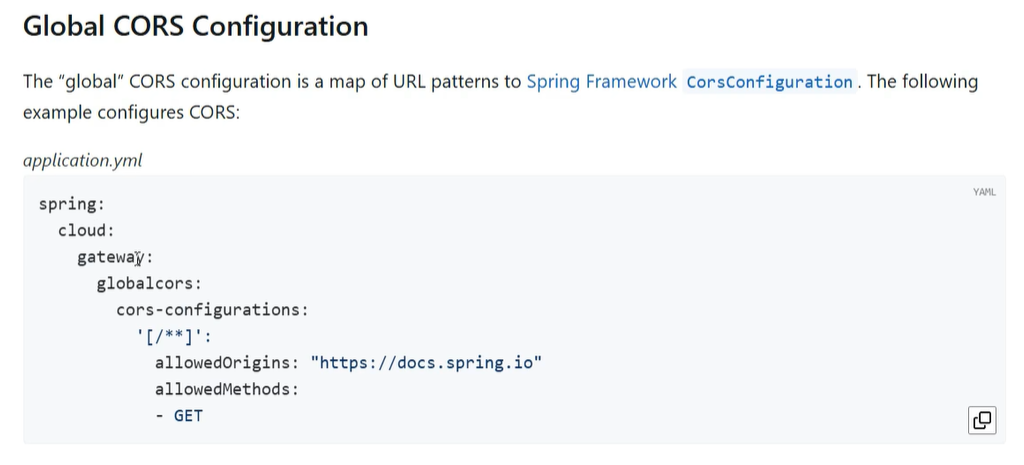 Global CORS Configuration
The “global” CORS configuration is a map of URL patterns to Spring Framework CorsConfiguration. The following
example configures CORS:
application.yml
YAML
spring:
  cloud:
    gateway:
      globalcors:
        cors-configurations:
          '[/**]':
            allowedOrigins: "https://docs.spring.io"
            allowedMethods:
            - GET